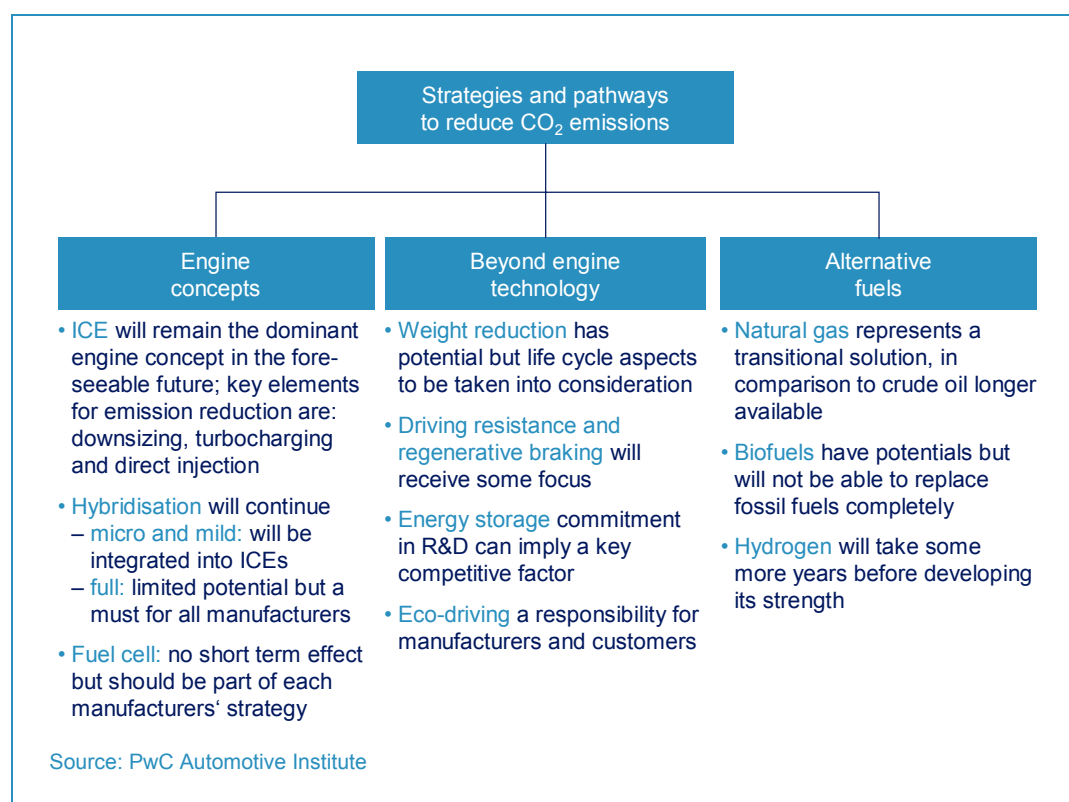 Strategies and pathways
to reduce CO₂ emissions
Engine
concepts
• ICE will remain the dominant
engine concept in the fore-
seeable future; key elements
for emission reduction are:
downsizing, turbocharging
and direct injection
• Hybridisation will continue
– micro and mild: will be
integrated into ICEs
– full: limited potential but a
must for all manufacturers
• Fuel cell: no short term effect
but should be part of each
manufacturers‘ strategy
Beyond engine
technology
• Weight reduction has
potential but life cycle aspects
to be taken into consideration
• Driving resistance and
regenerative braking will
receive some focus
• Energy storage commitment
in R&D can imply a key
competitive factor
• Eco-driving a responsibility for
manufacturers and customers
Alternative
fuels
• Natural gas represents a
transitional solution, in
comparison to crude oil longer
available
• Biofuels have potentials but
will not be able to replace
fossil fuels completely
• Hydrogen will take some
more years before developing
its strength
Source: PwC Automotive Institute